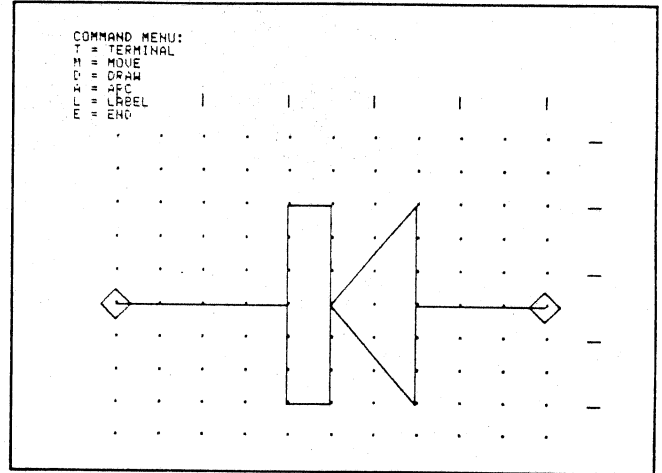 COMMAND MENU:
T = TERMINAL
M = MOVE
D = DRAW
A = ARC
L = LABEL
E = END